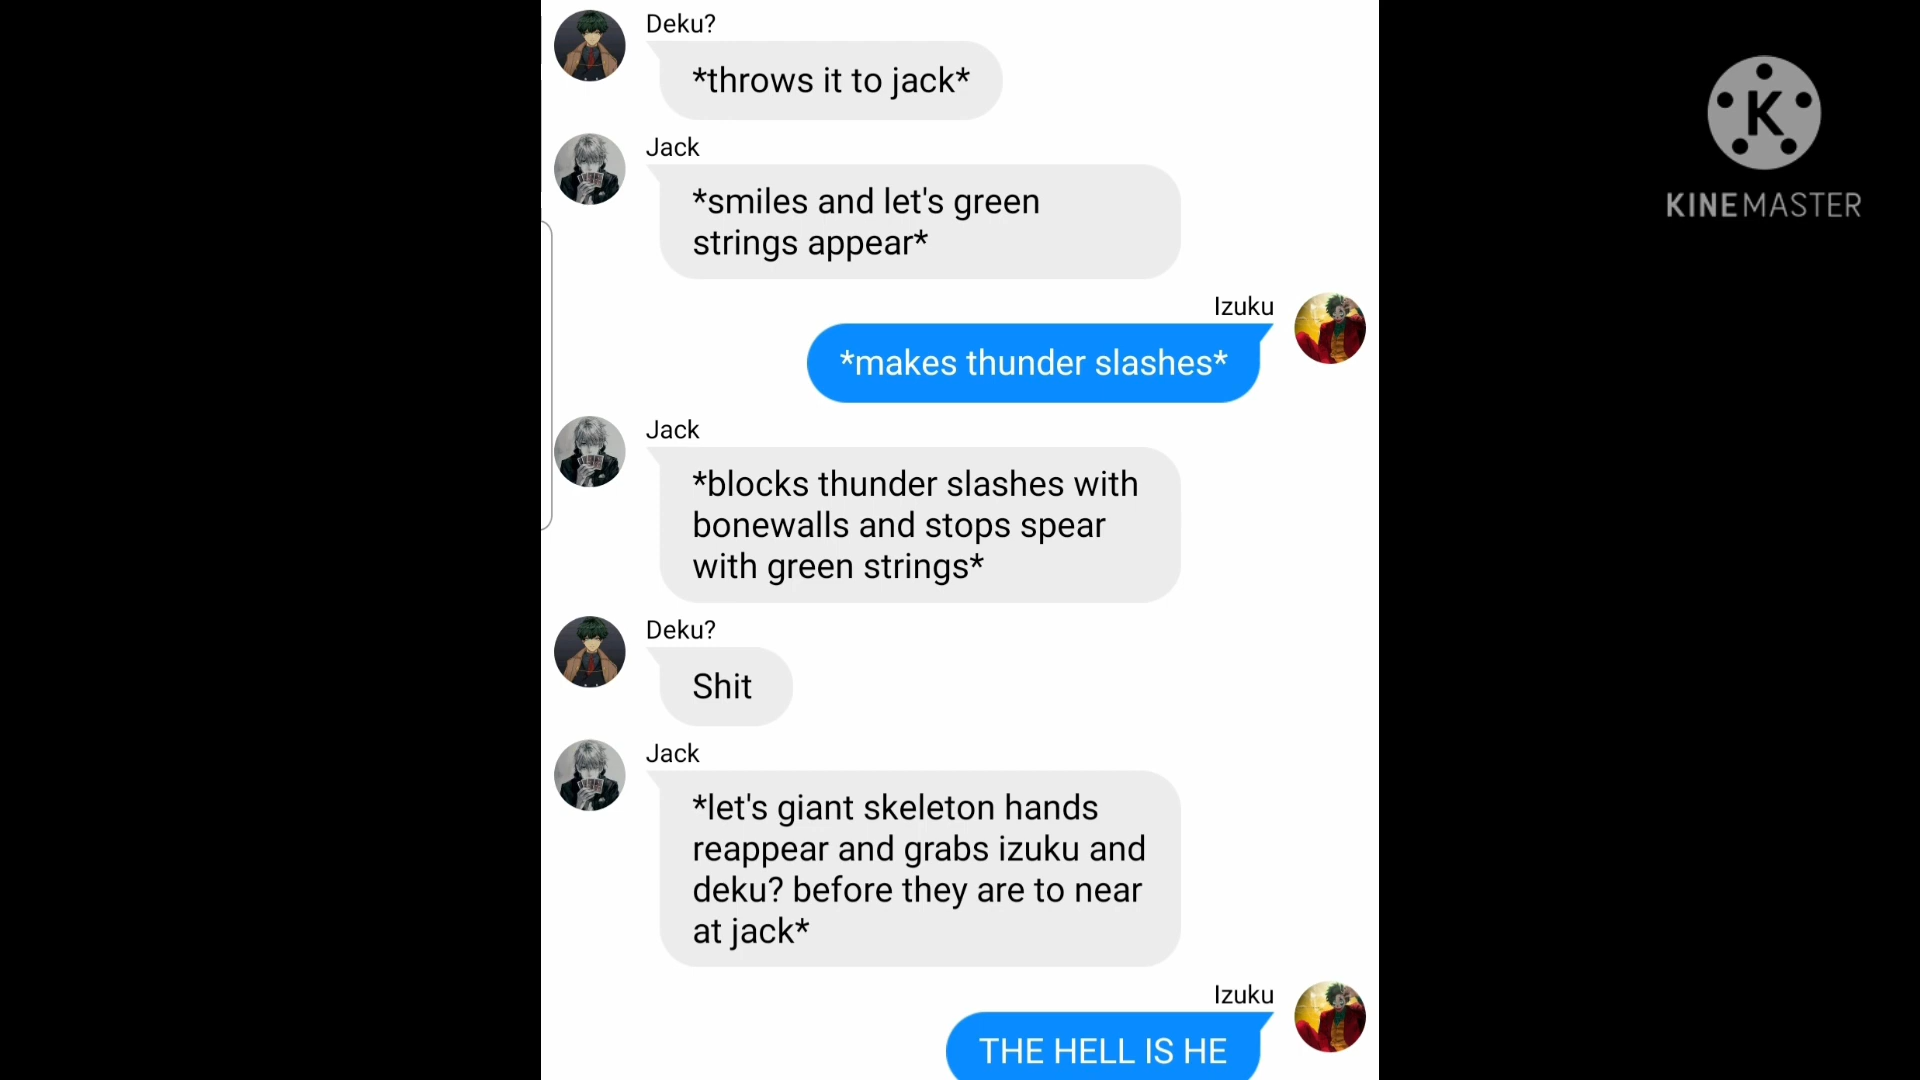 Deku?
*throws it to jack*
Jack
*smiles and let's green
strings appear*
Izuku
*makes thunder slashes*
Jack
*blocks thunder slashes with
bonewalls and stops spear
with green strings*
Deku?
Shit
Jack
*let's giant skeleton hands
reappear and grabs izuku and
deku? before they are to near
at jack*
Izuku
THE HELL IS HE
K
KINEMASTER